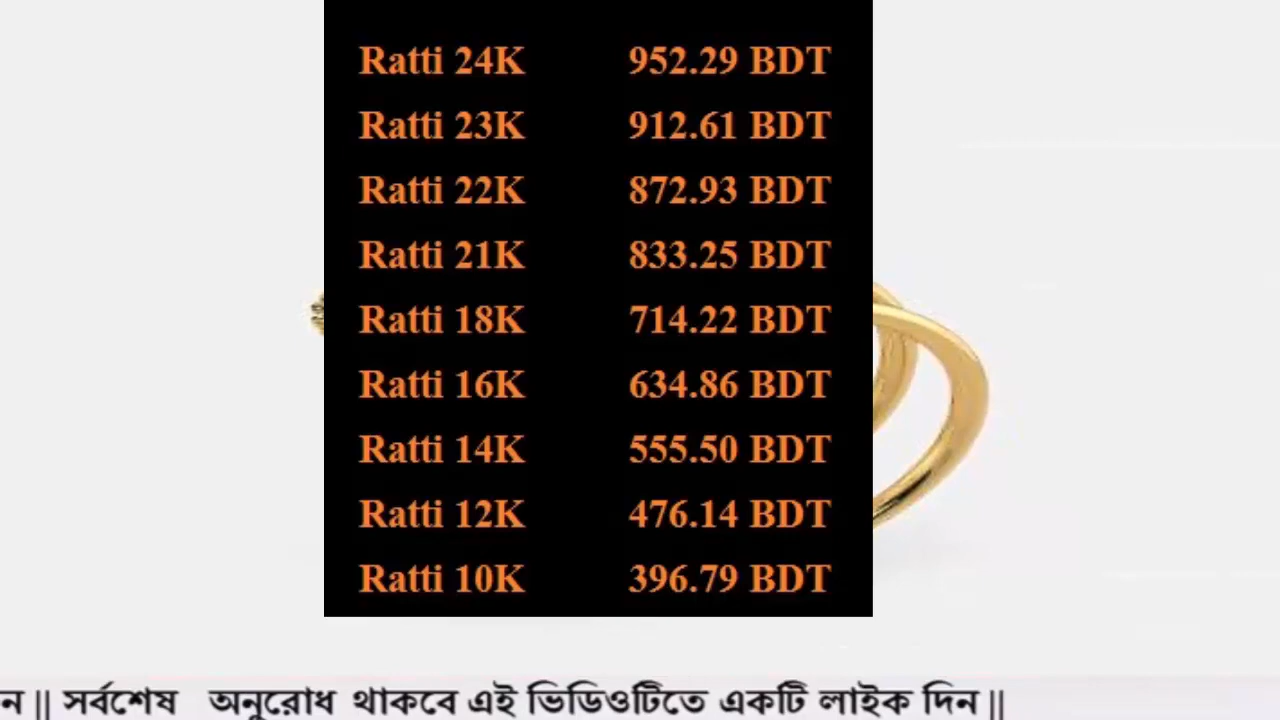 Ratti 24K 952.29 BDT
Ratti 23K 912.61 BDT
Ratti 22K 872.93 BDT
Ratti 21K 833.25 BDT
Ratti 18K 714.22 BDT
Ratti 16K 634.86 BDT
Ratti 14K 555.50 BDT
Ratti 12K 476.14 BDT
Ratti 10K 396.79 BDT
ন || সর্বশেষ অনুরোধ থাকবে এই ভিডিওটিতে একটি লাইক দিন ||